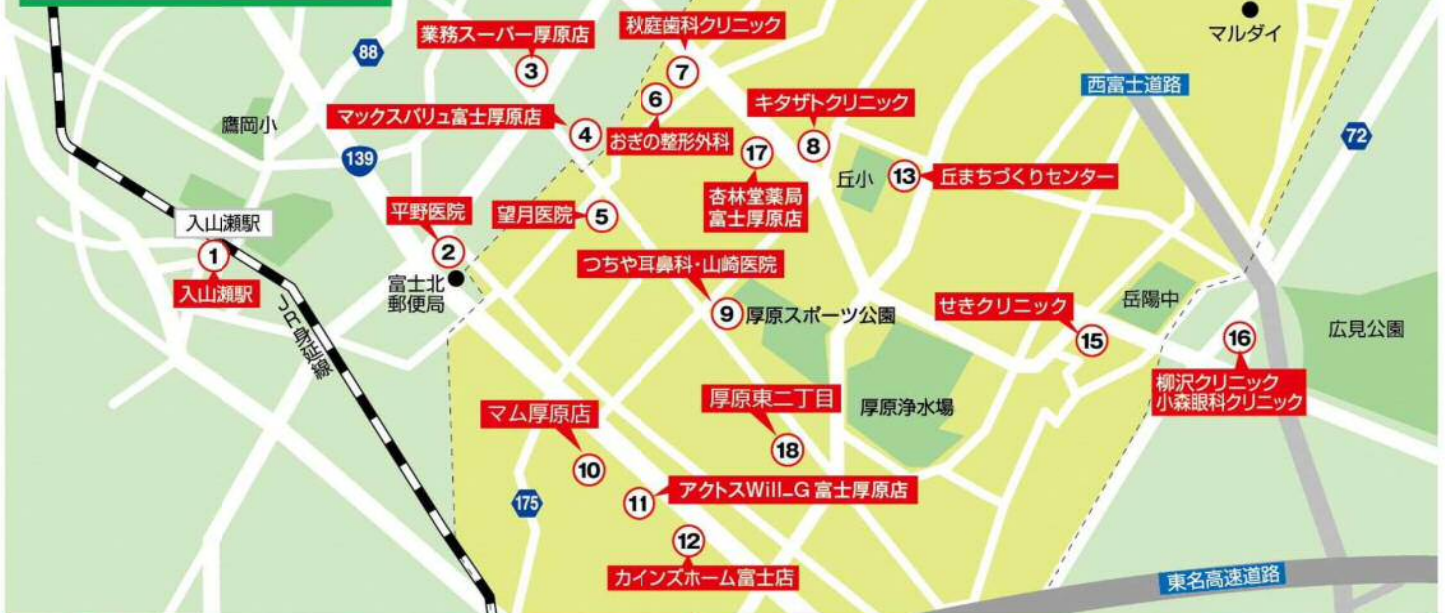 マルダイ
秋庭歯科クリニック
業務スーパー厚原店
88
3
7
西富士道路
6
キタザトクリニック
マックスバリュ富士厚原店
4
おぎの整形外科
鷹岡小
72
139
17
8
丘小
13
丘まちづくりセンター
杏林堂薬局
富士厚原店
平野医院
望月医院
5
入山瀬駅
1
入山瀬駅
2
富士北
郵便局
つちや耳鼻科・山崎医院
JR身延線
9
厚原スポーツ公園
せきクリニック
岳陽中
15
16
広見公園
柳沢クリニック
小森眼科クリニック
厚原東二丁目
厚原浄水場
マム厚原店
18
10
175
11
アクトスWill_G 富士厚原店
12
カインズホーム富士店
東名高速道路